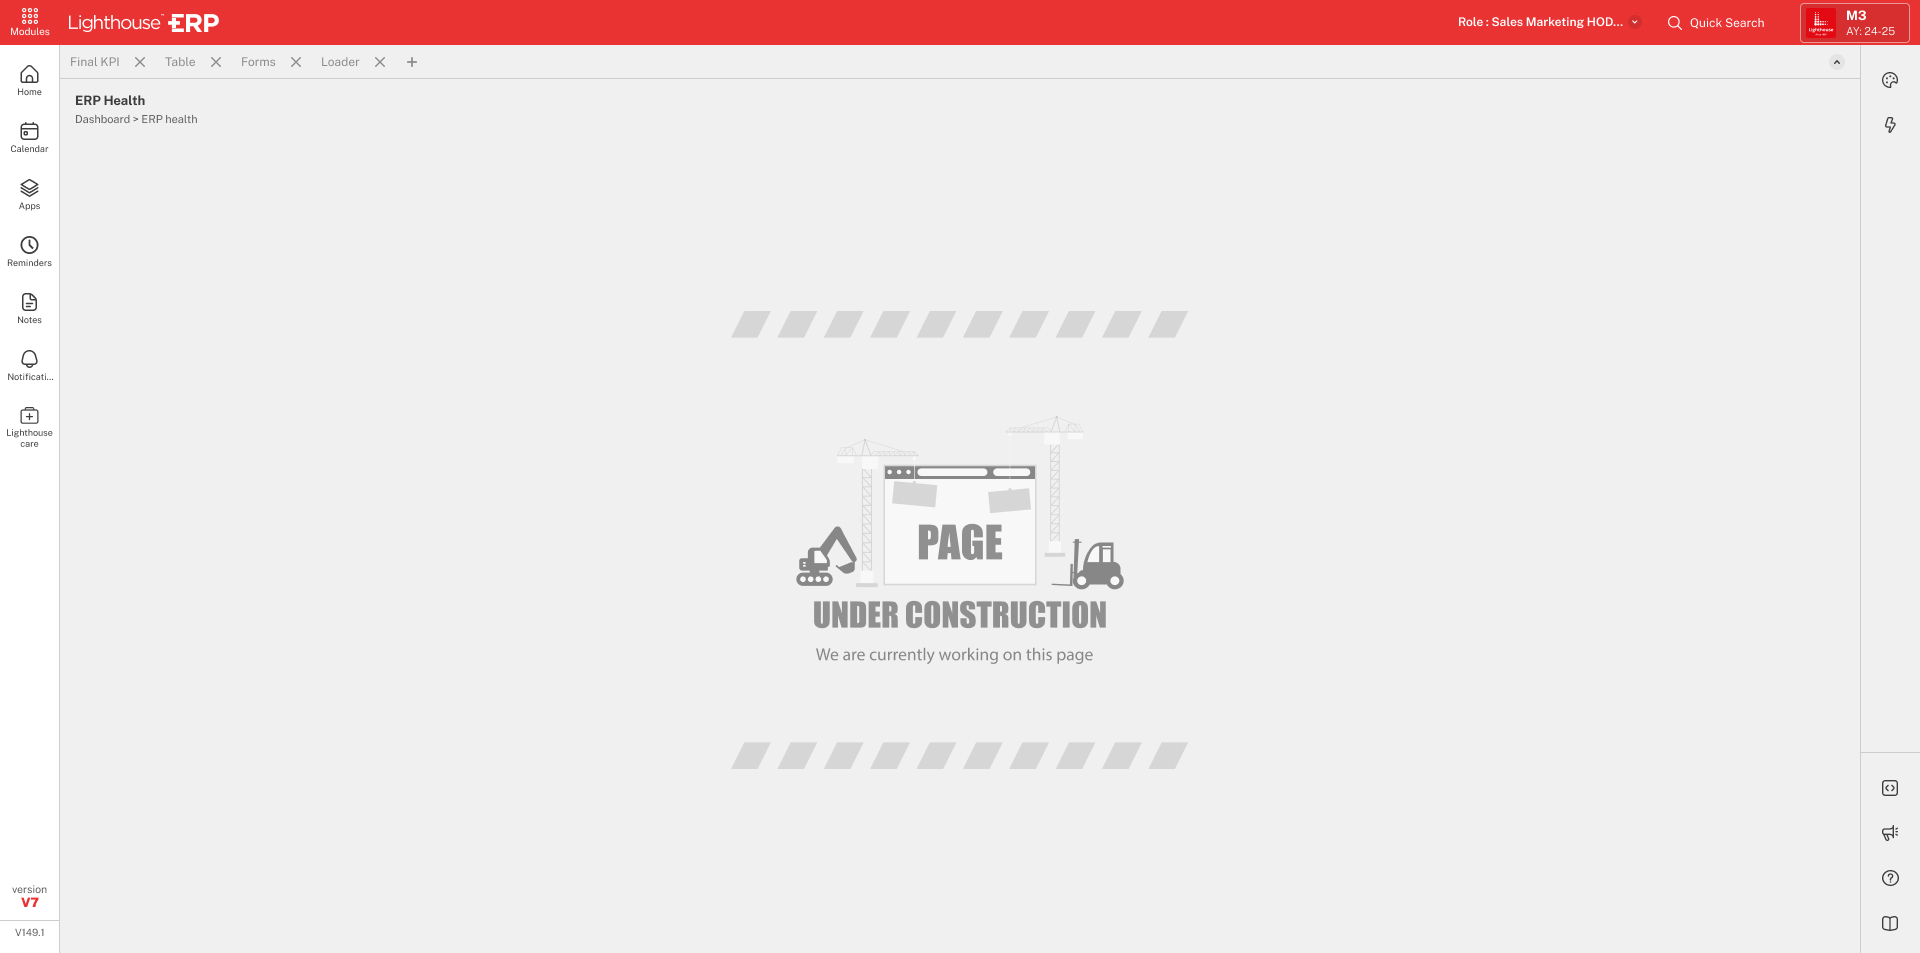 Modules
Lighthouse ERP
Role : Sales Marketing HOD...
Quick Search
M3
AY: 24-25
Final KPI
Table
Forms
Loader
ERP Health
Dashboard > ERP health
Home
Calendar
Apps
Reminders
Notes
Notificati...
Lighthouse
care
PAGE
UNDER CONSTRUCTION
We are currently working on this page
version
V7
V149.1